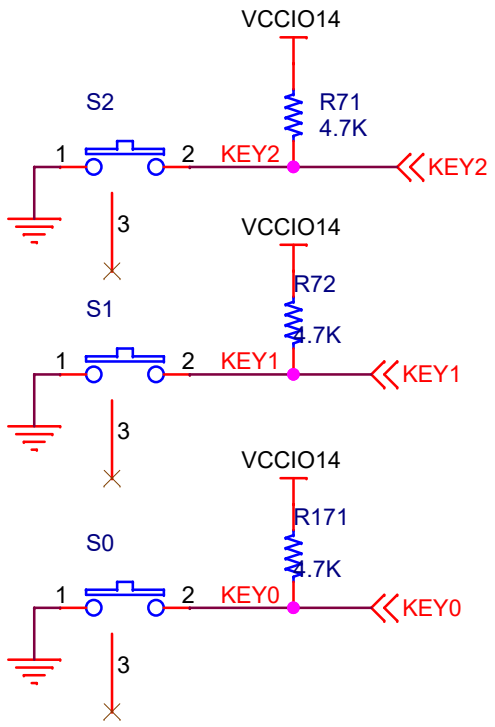 VCCIO14
S2
R71
4.7K
1
2
KEY2
KEY2
3
VCCIO14
S1
R72
4.7K
1
2
KEY1
KEY1
3
VCCIO14
S0
R171
4.7K
1
2
KEY0
KEY0
3